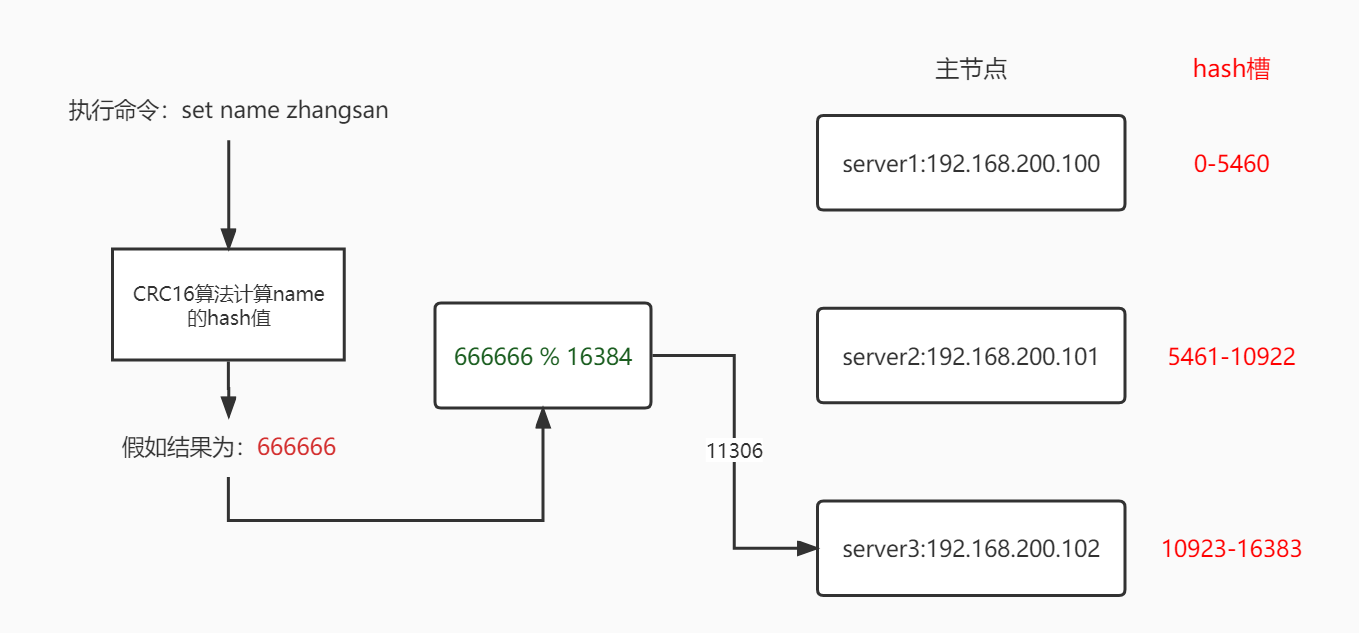 执行命令：set name zhangsan
CRC16算法计算name
的hash值
假如结果为：666666
666666 % 16384
11306
主节点
hash槽
server1:192.168.200.100
0-5460
server2:192.168.200.101
5461-10922
server3:192.168.200.102
10923-16383